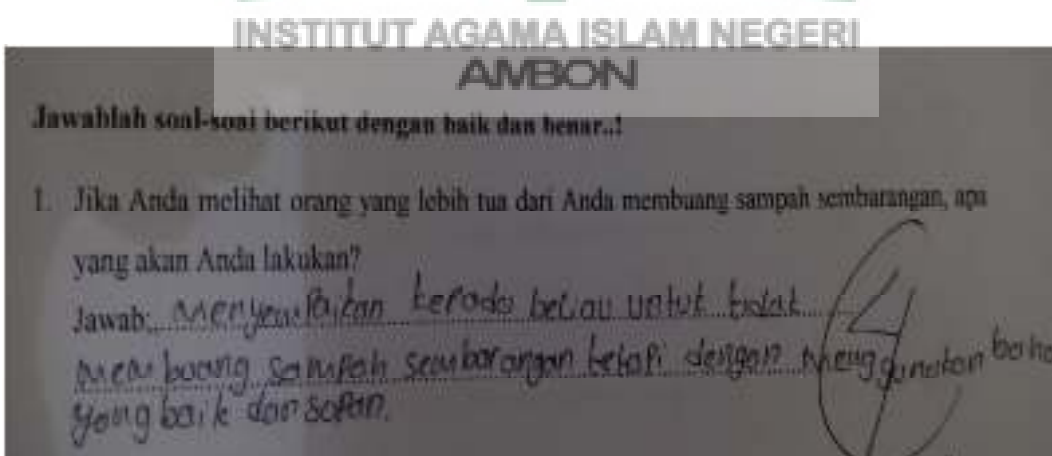 INSTITUT AGAMA ISLAM NEGERI
AMBON
Jawablah soal-soal berikut dengan baik dan benar..!
1. Jika Anda melihat orang yang lebih tua dari Anda membuang sampah sembarangan, apa
yang akan Anda lakukan?
Jawab: Menyampaikan kepada beliau untuk tidak
membuang sampah sembarangan tetapi dengan menggunakan baha
yang baik dan sopan.
4